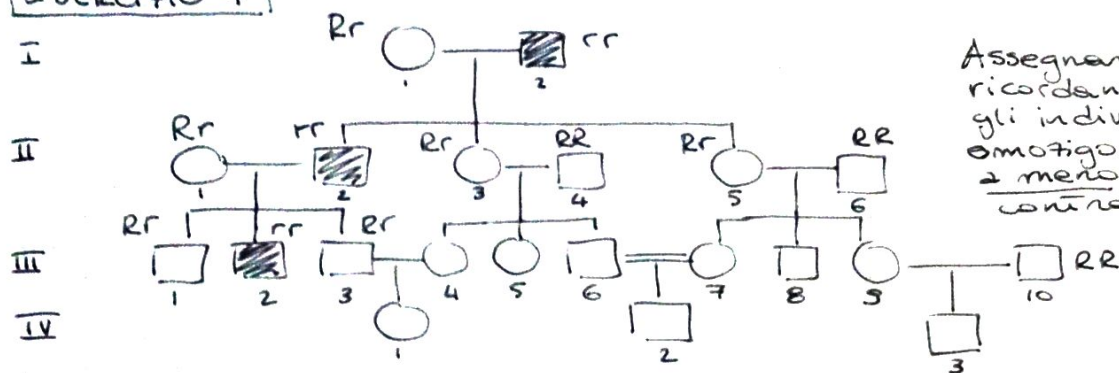 I Rr rr
1 2
II Rr rr Rr RR Rr RR
1 2 3 4 5 6
III Rr rr Rr RR
1 2 3 4 5 6 7 8 9 10
IV
1 2 3
Assegnar
ricordan
gli indiv
omozigo
a meno
contra